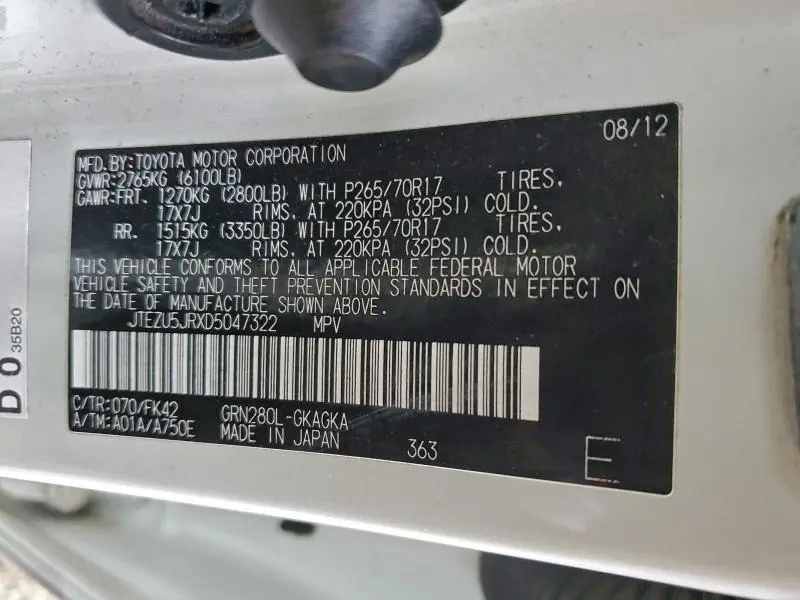 08/12
MFD. BY: TOYOTA MOTOR CORPORATION
GVWR: 2765KG (6100LB)
GAWR: FRT. 1270KG (2800LB) WITH P265/70R17 TIRES,
17X7J RIMS, AT 220KPA (32PSI) COLD.
RR. 1515KG (3350LB) WITH P265/70R17 TIRES,
17X7J RIMS, AT 220KPA (32PSI) COLD.
THIS VEHICLE CONFORMS TO ALL APPLICABLE FEDERAL MOTOR
VEHICLE SAFETY AND THEFT PREVENTION STANDARDS IN EFFECT ON
THE DATE OF MANUFACTURE SHOWN ABOVE.
JTEZU5JRXD5047322 MPV
C/TR: 070/FK42 GRN280L-GKAGKA
A/TM: A01A/A750E MADE IN JAPAN
363
E
D 0 35B20